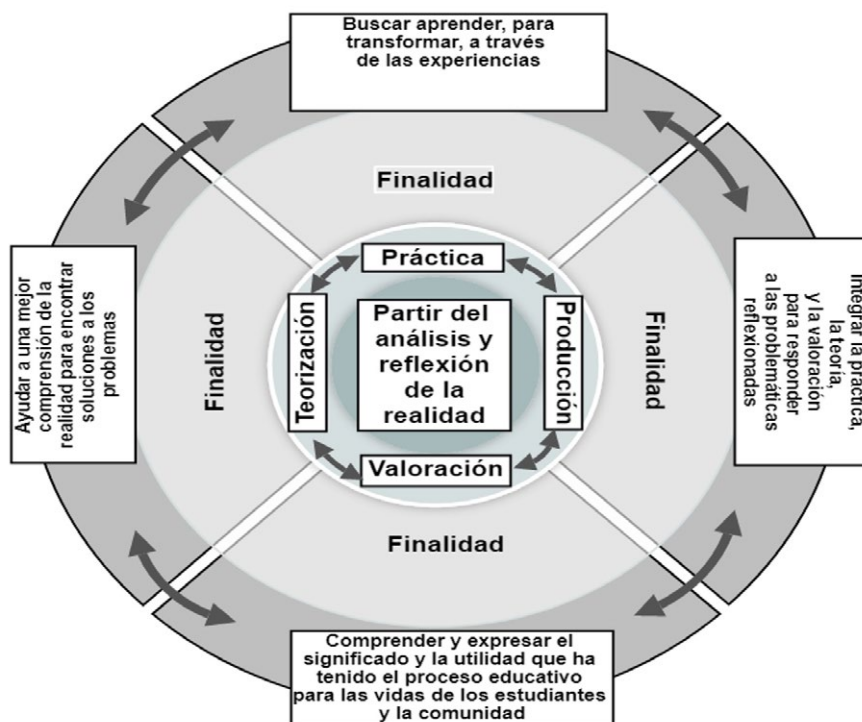 Buscar aprender, para
transformar, a través
de las experiencias
Finalidad
Práctica
Ayudar a una mejor
comprensión de la
realidad para encontrar
soluciones a los
problemas
Finalidad
Teorización
Partir del
análisis y
reflexión
de la
realidad
Producción
Finalidad
Integrar la práctica,
la teoría,
y la valoración
para responder
a las problemáticas
reflexionadas
Valoración
Finalidad
Comprender y expresar el
significado y la utilidad que ha
tenido el proceso educativo
para las vidas de los estudiantes
y la comunidad